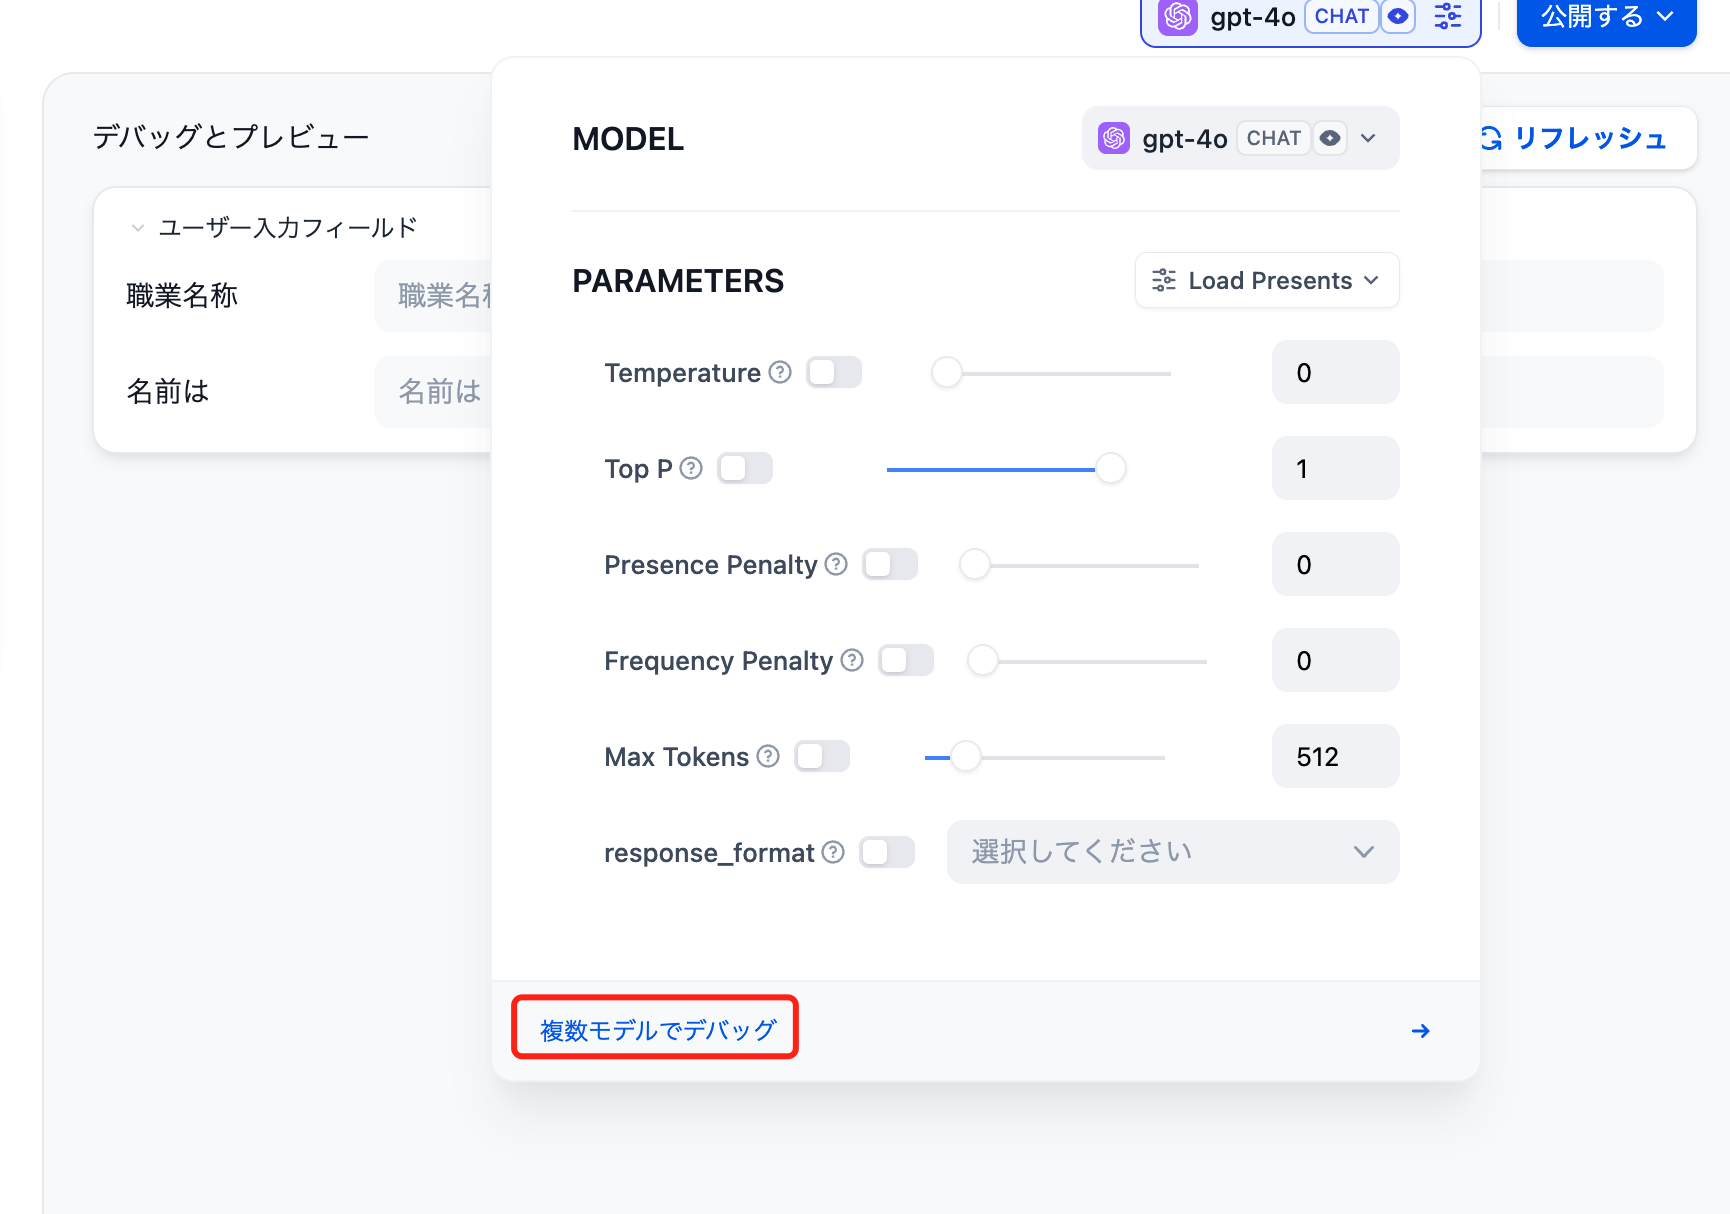 gpt-4o CHAT
公開する
デバッグとプレビュー
MODEL
gpt-4o CHAT
リフレッシュ
ユーザー入力フィールド
職業名称
職業名
名前は
名前は
PARAMETERS
Load Presents
Temperature
0
Top P
1
Presence Penalty
0
Frequency Penalty
0
Max Tokens
512
response_format
選択してください
複数モデルでデバッグ